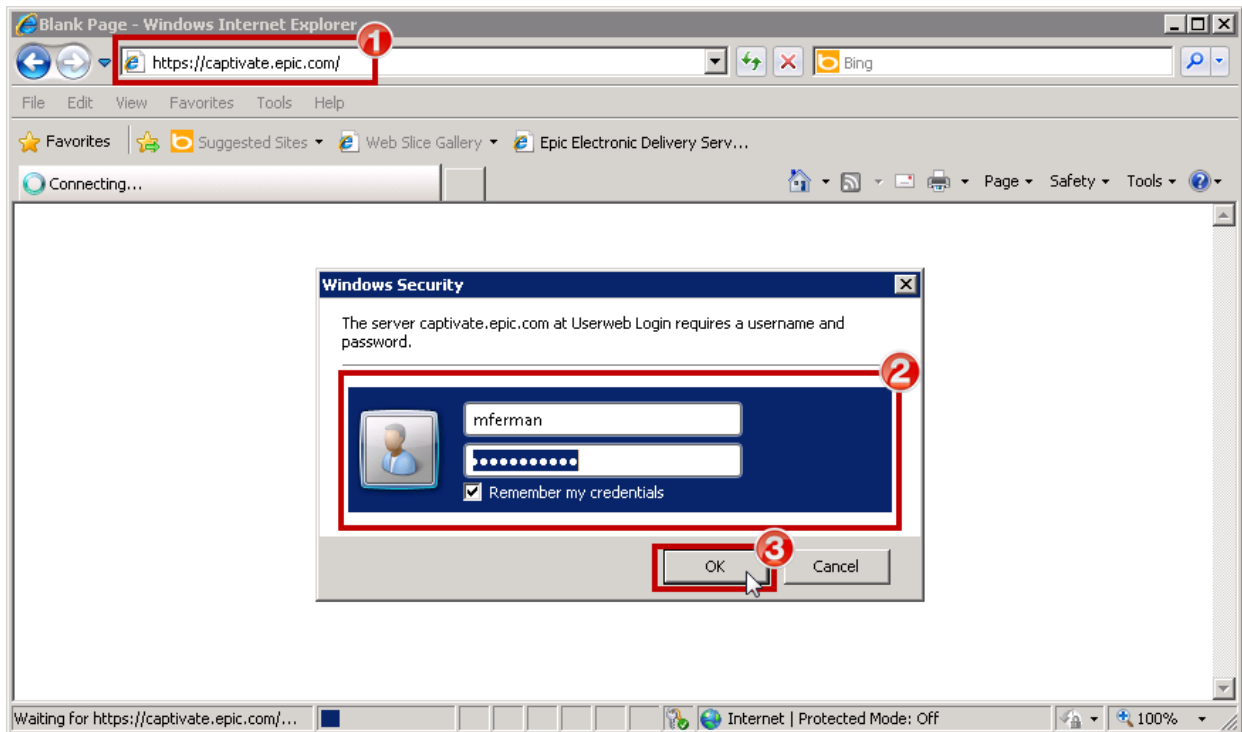 Blank Page - Windows Internet Explorer
1
https://captivate.epic.com/
Bing
File Edit View Favorites Tools Help
Favorites Suggested Sites Web Slice Gallery Epic Electronic Delivery Serv...
Connecting...
Page Safety Tools
Windows Security
The server captivate.epic.com at Userweb Login requires a username and
password.
2
mferman
•••••••••••
Remember my credentials
3
OK Cancel
Waiting for https://captivate.epic.com/... Internet | Protected Mode: Off 100%